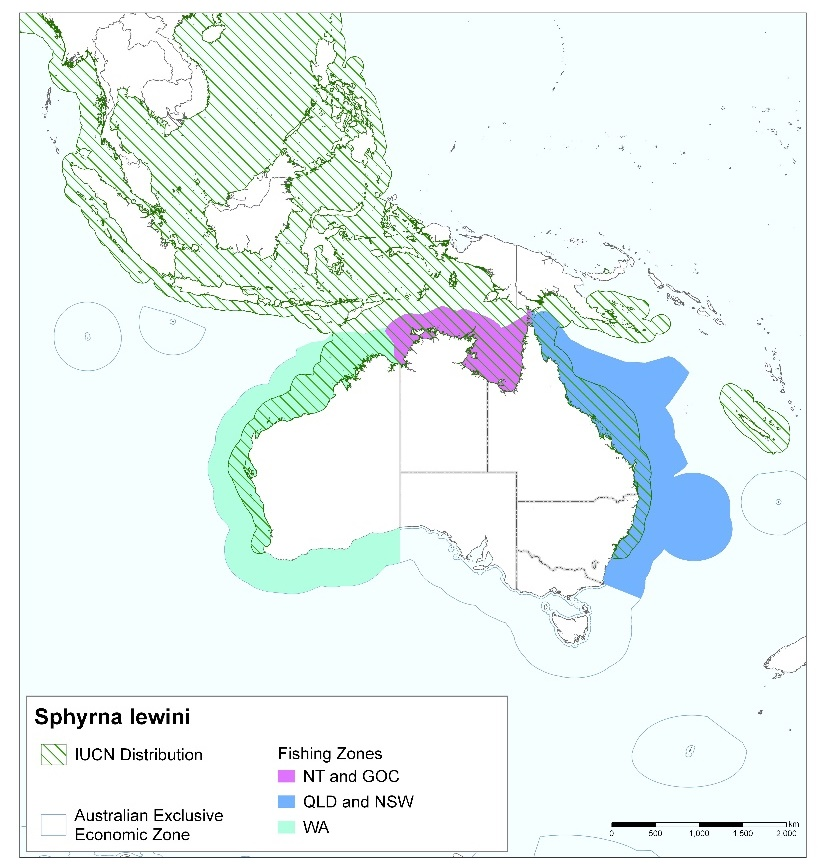 Sphyrna lewini
IUCN Distribution
Australian Exclusive
Economic Zone
Fishing Zones
NT and GOC
QLD and NSW
WA
km
0 500 1,000 1 500 2 000